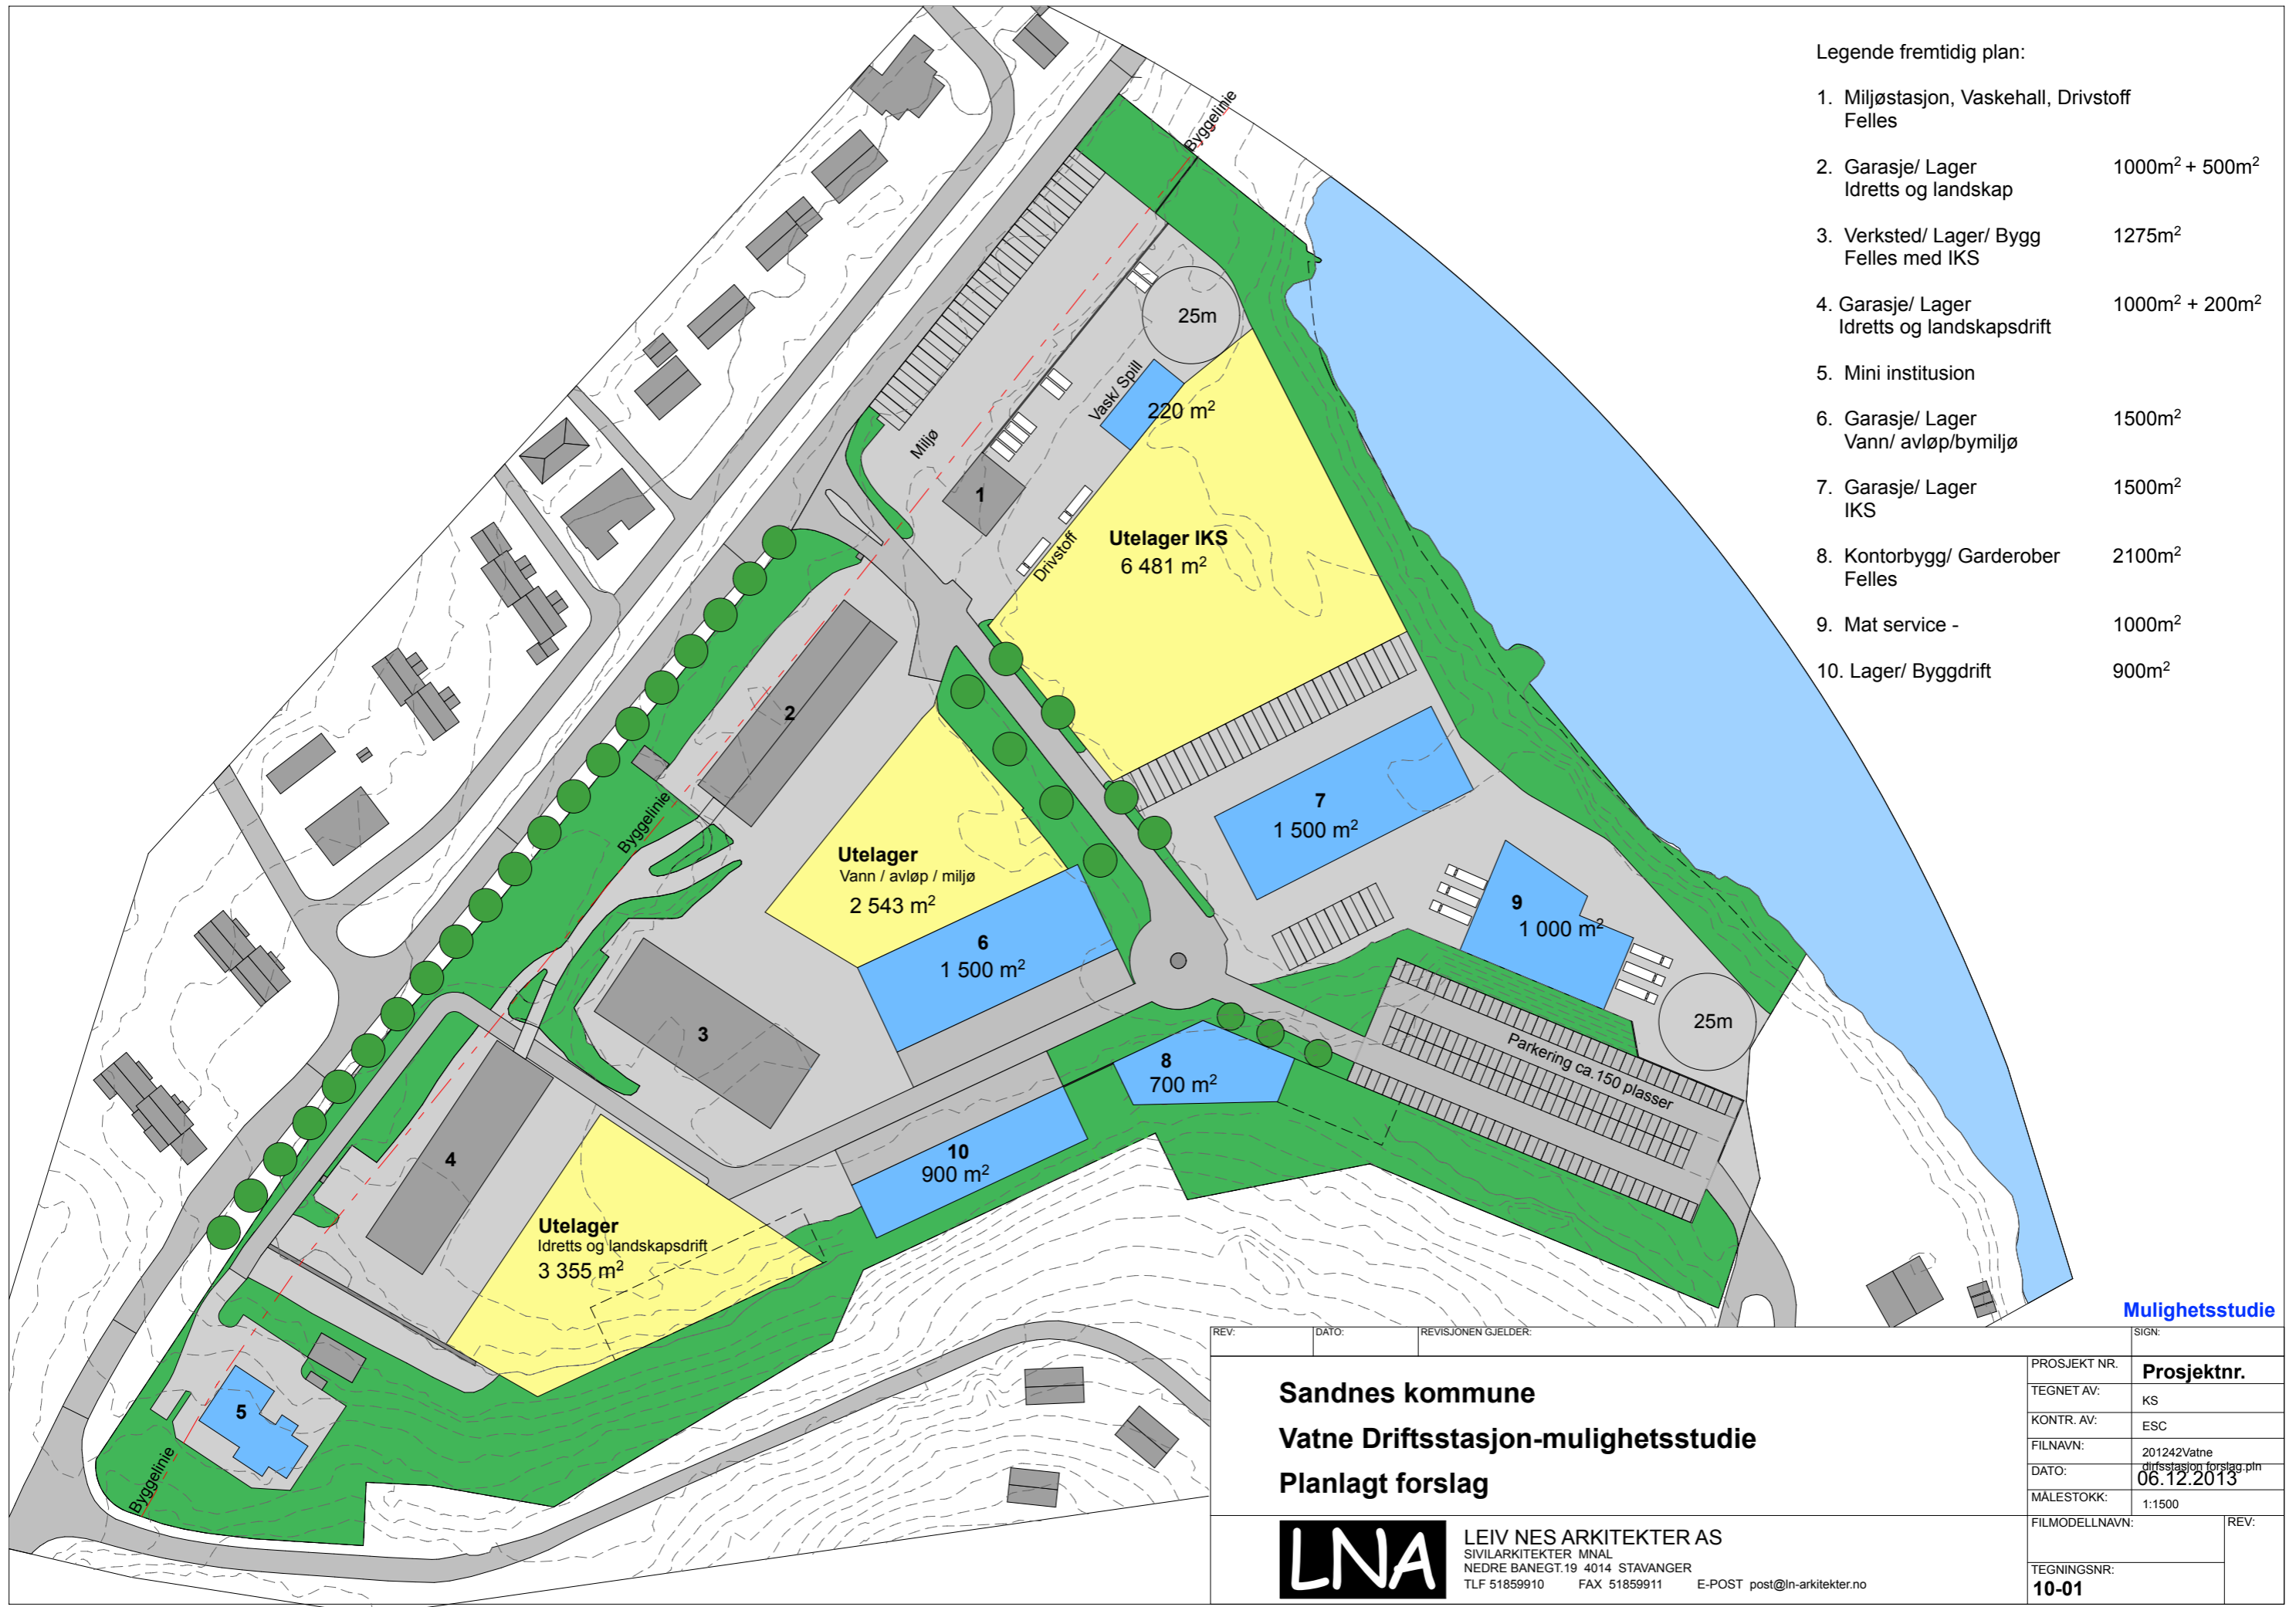 Legende fremtidig plan:
1. Miljøstasjon, Vaskehall, Drivstoff
Felles
2. Garasje/ Lager 1000m² + 500m²
Idretts og landskap
3. Verksted/ Lager/ Bygg 1275m²
Felles med IKS
4. Garasje/ Lager 1000m² + 200m²
Idretts og landskapsdrift
5. Mini institusion
6. Garasje/ Lager 1500m²
Vann/ avløp/bymiljø
7. Garasje/ Lager 1500m²
IKS
8. Kontorbygg/ Garderober 2100m²
Felles
9. Mat service - 1000m²
10. Lager/ Byggdrift 900m²
Byggelinie
25m
Vask/ Spill
220 m²
Miljø
1
Drivstoff
Utelager IKS
6 481 m²
2
Byggelinie
7
1 500 m²
Utelager
Vann / avløp / miljø
2 543 m²
6
1 500 m²
9
1 000 m²
25m
3
Parkering ca.150 plasser
8
700 m²
10
900 m²
4
Utelager
Idretts og landskapsdrift
3 355 m²
5
Byggelinie
Mulighetsstudie
REV: DATO: REVISJONEN GJELDER: SIGN:
Sandnes kommune
Vatne Driftsstasjon-mulighetsstudie
Planlagt forslag
PROSJEKT NR. Prosjektnr.
TEGNET AV: KS
KONTR. AV: ESC
FILNAVN: 201242Vatne
dirfsstasjon forslag.pln
DATO: 06.12.2013
MÅLESTOKK: 1:1500
FILMODELLNAVN: REV:
TEGNINGSNR:
10-01
LNA
LEIV NES ARKITEKTER AS
SIVILARKITEKTER MNAL
NEDRE BANEGT.19 4014 STAVANGER
TLF 51859910 FAX 51859911 E-POST post@ln-arkitekter.no